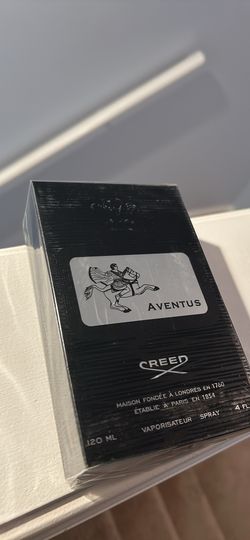 AVENTUS
CREED
MAISON FONDÉE À LONDRES EN 1760
ÉTABLIE À PARIS EN 1854
120 ML VAPORISATEUR SPRAY 4 FL